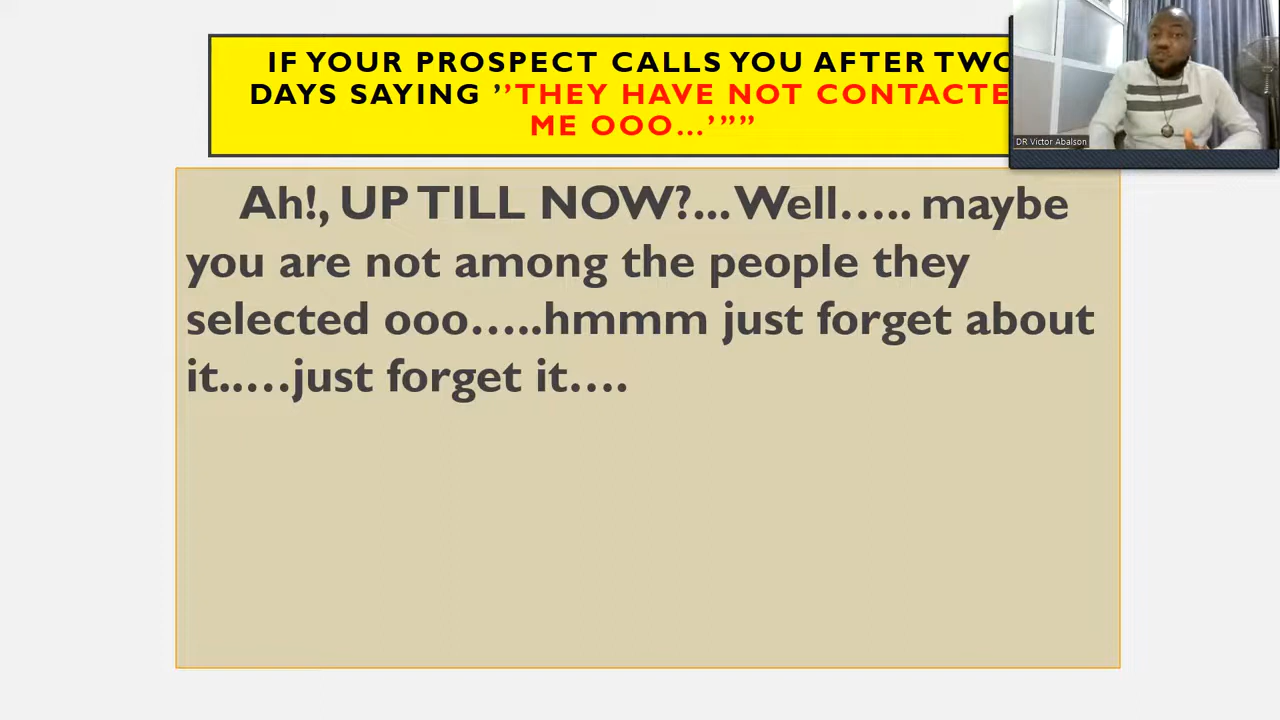 IF YOUR PROSPECT CALLS YOU AFTER TWO
DAYS SAYING ’’THEY HAVE NOT CONTACTE
ME OOO…’””
DR Victor Abalson
Ah!, UP TILL NOW?... Well….. maybe
you are not among the people they
selected ooo…..hmmm just forget about
it..…just forget it….